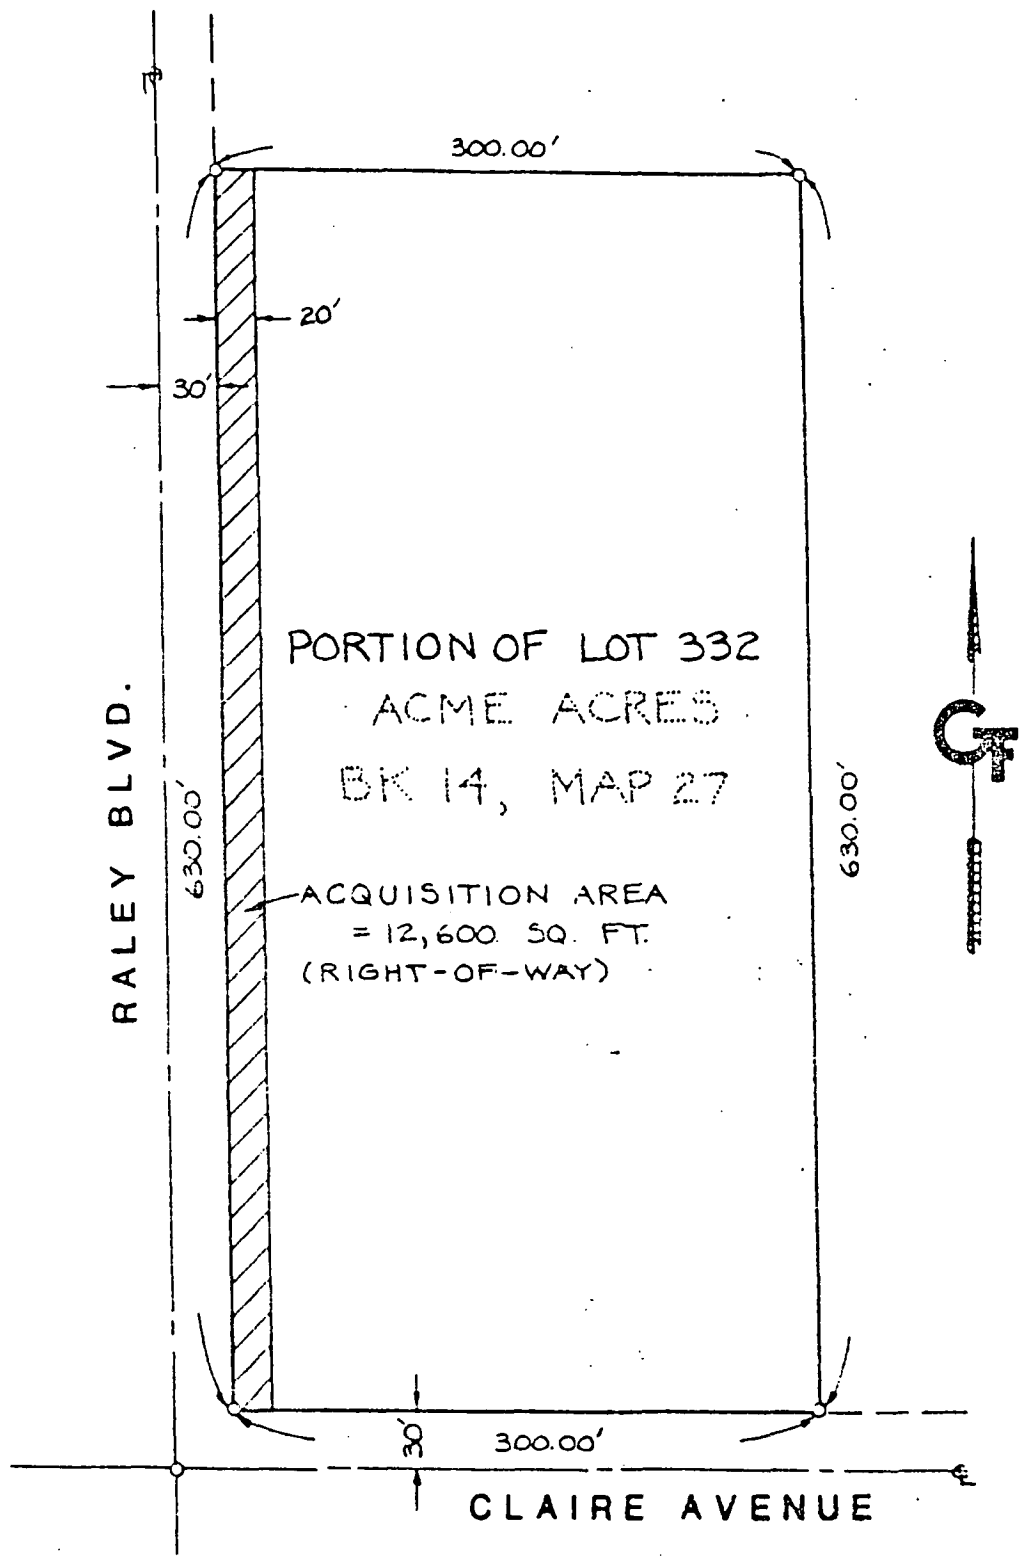 300.00'
20'
30'
PORTION OF LOT 332
ACME ACRES
BK 14, MAP 27
RALEY BLVD.
630.00'
630.00'
ACQUISITION AREA
= 12,600 SQ. FT.
(RIGHT-OF-WAY)
30'
300.00'
CLAIRE AVENUE